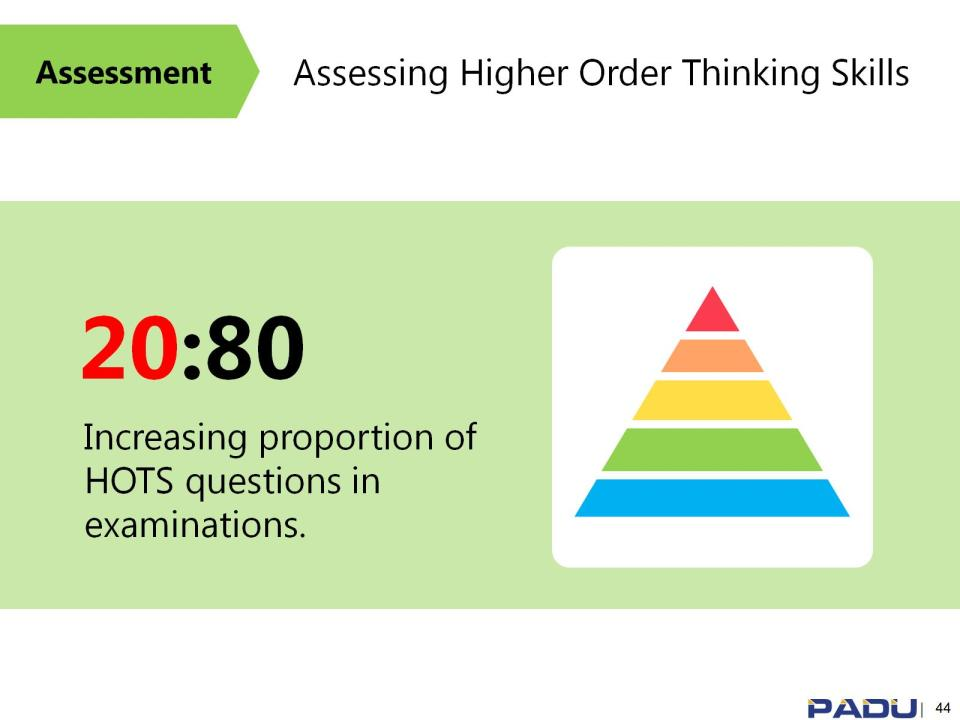 Assessment
Assessing Higher Order Thinking Skills
20:80
Increasing proportion of
HOTS questions in
examinations.
PADU | 44